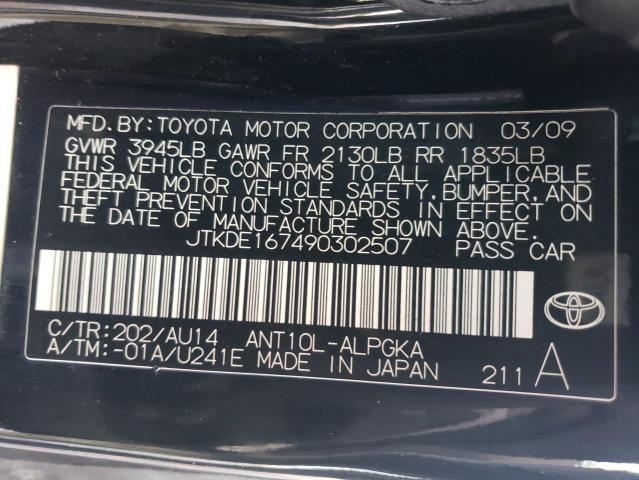 MFD. BY: TOYOTA MOTOR CORPORATION 03/09
GVWR 3945LB GAWR FR 2130LB RR 1835LB
THIS VEHICLE CONFORMS TO ALL APPLICABLE
FEDERAL MOTOR VEHICLE SAFETY, BUMPER, AND
THEFT PREVENTION STANDARDS IN EFFECT ON
THE DATE OF MANUFACTURE SHOWN ABOVE.
JTKDE167490302507 PASS CAR
C/TR: 202/AU14 ANT10L-ALPGKA
A/TM: -01A/U241E MADE IN JAPAN 211 A